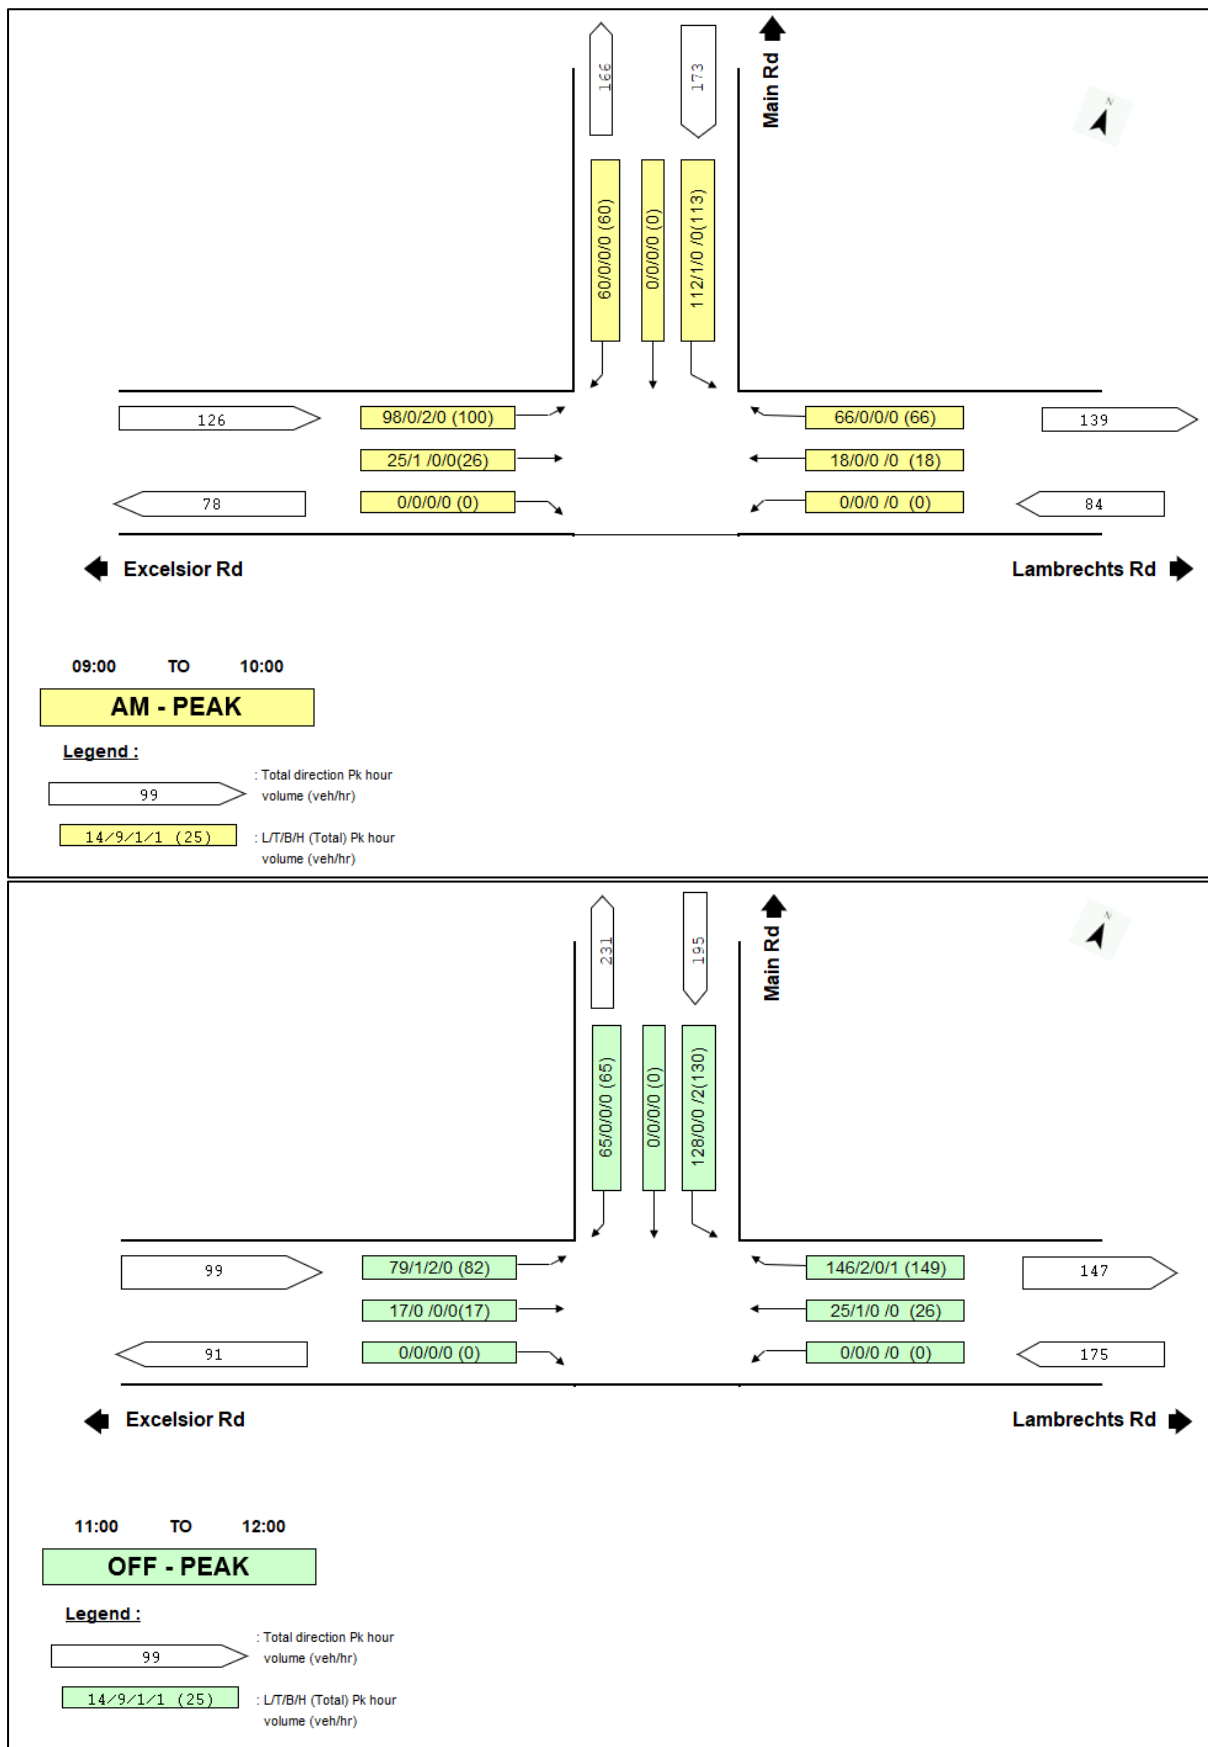 166
173
Main Rd
N
60/0/0/0 (60)
0/0/0/0 (0)
112/1/0 /0(113)
126
98/0/2/0 (100)
66/0/0/0 (66)
139
25/1 /0/0(26)
18/0/0 /0 (18)
78
0/0/0/0 (0)
0/0/0 /0 (0)
84
Excelsior Rd
Lambrechts Rd
09:00 TO 10:00
AM - PEAK
Legend :
99
: Total direction Pk hour
volume (veh/hr)
14/9/1/1 (25)
: L/T/B/H (Total) Pk hour
volume (veh/hr)
231
195
Main Rd
N
65/0/0/0 (65)
0/0/0/0 (0)
128/0/0 /2(130)
99
79/1/2/0 (82)
146/2/0/1 (149)
147
17/0 /0/0(17)
25/1/0 /0 (26)
91
0/0/0/0 (0)
0/0/0 /0 (0)
175
Excelsior Rd
Lambrechts Rd
11:00 TO 12:00
OFF - PEAK
Legend :
99
: Total direction Pk hour
volume (veh/hr)
14/9/1/1 (25)
: L/T/B/H (Total) Pk hour
volume (veh/hr)